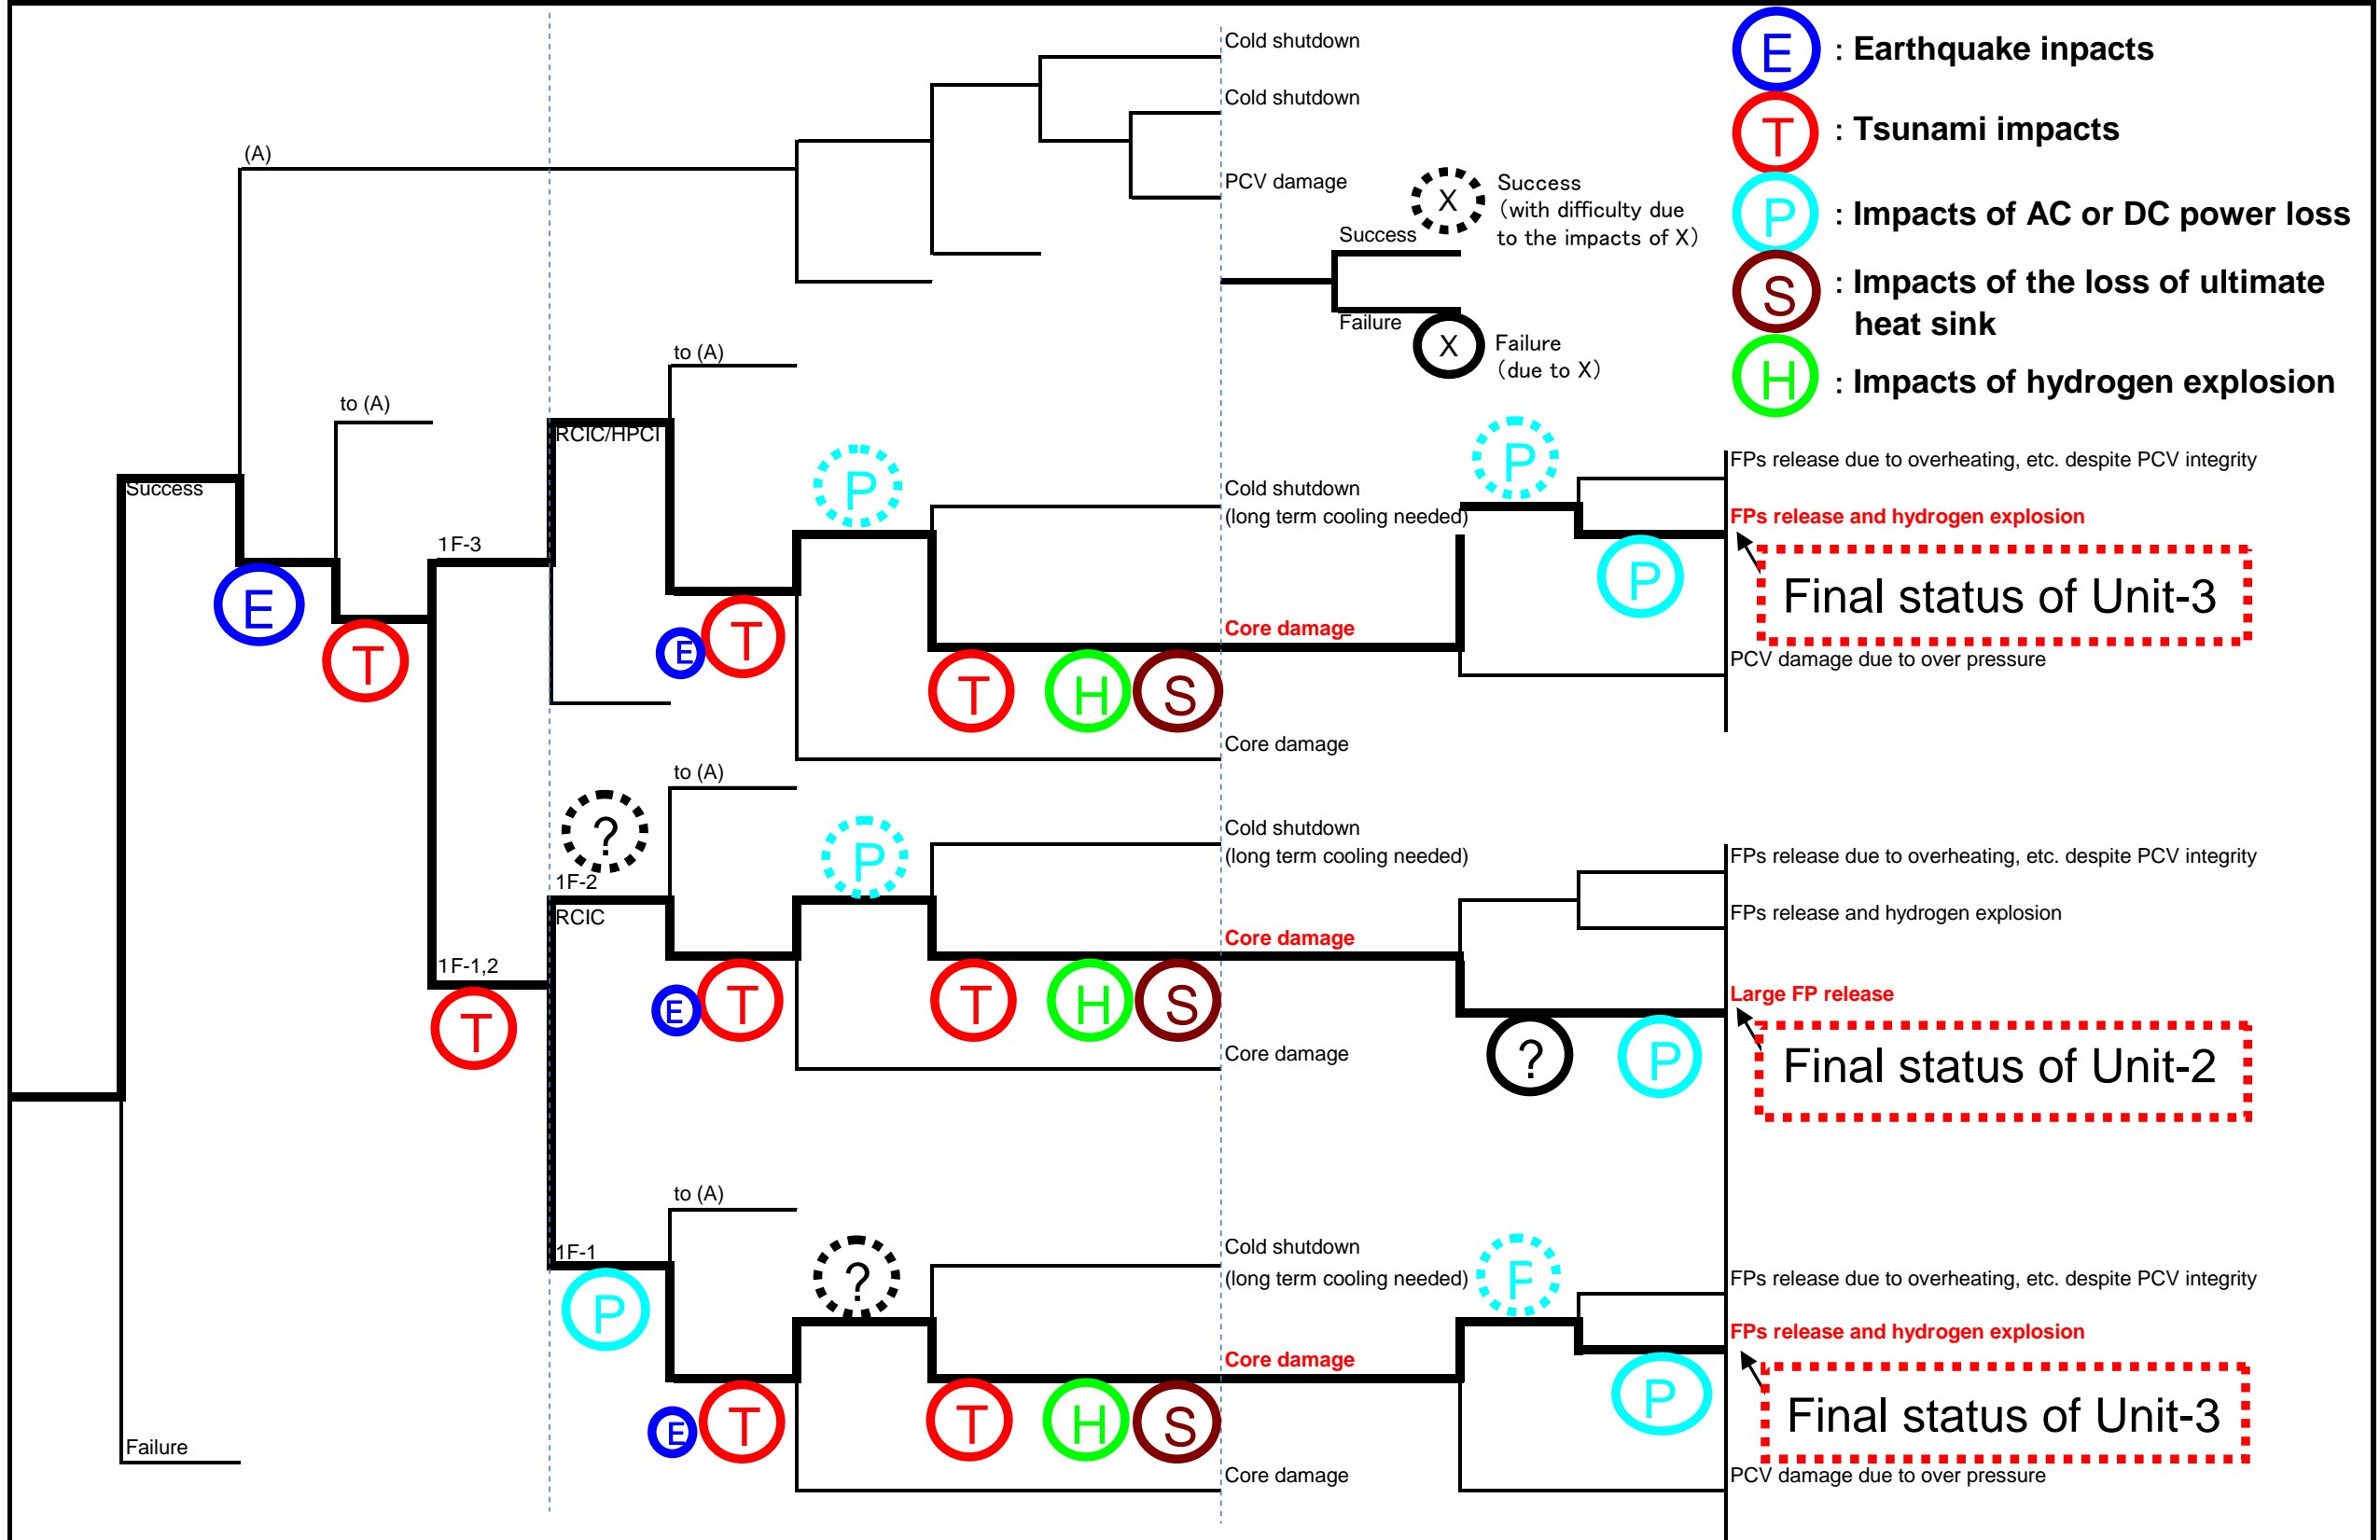 Cold shutdown
Cold shutdown
PCV damage
(A)
Success
(with difficulty due
to the impacts of X)
X
Success
Failure
X
Failure
(due to X)
E
: Earthquake inpacts
T
: Tsunami impacts
P
: Impacts of AC or DC power loss
S
: Impacts of the loss of ultimate
heat sink
H
: Impacts of hydrogen explosion
to (A)
to (A)
RCIC/HPCI
Success
1F-3
E
T
E
T
P
T
H
S
Cold shutdown
(long term cooling needed)
Core damage
Core damage
P
P
FPs release due to overheating, etc. despite PCV integrity
FPs release and hydrogen explosion
Final status of Unit-3
PCV damage due to over pressure
to (A)
?
1F-2
RCIC
1F-1,2
T
E
T
P
T
H
S
Cold shutdown
(long term cooling needed)
Core damage
Core damage
?
P
FPs release due to overheating, etc. despite PCV integrity
FPs release and hydrogen explosion
Large FP release
Final status of Unit-2
to (A)
1F-1
P
E
T
?
T
H
S
Cold shutdown
(long term cooling needed)
Core damage
Core damage
P
P
FPs release due to overheating, etc. despite PCV integrity
FPs release and hydrogen explosion
Final status of Unit-3
PCV damage due to over pressure
Failure